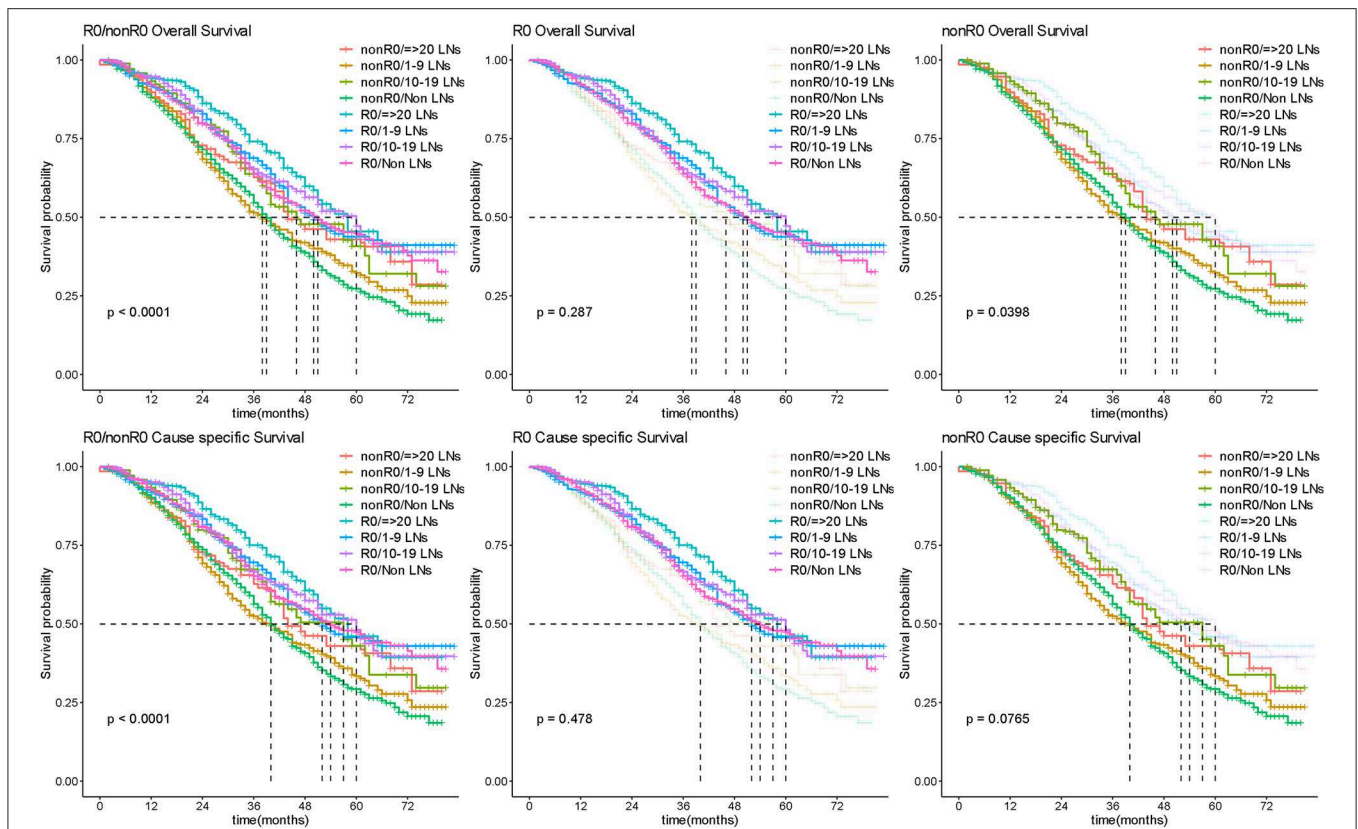 R0/nonR0 Overall Survival
nonR0/=>20 LNs
nonR0/1-9 LNs
nonR0/10-19 LNs
nonR0/Non LNs
R0/=>20 LNs
R0/1-9 LNs
R0/10-19 LNs
R0/Non LNs
Survival probability
1.00
0.75
0.50
0.25
0.00
p < 0.0001
0 12 24 36 48 60 72
time(months)
R0 Overall Survival
nonR0/=>20 LNs
nonR0/1-9 LNs
nonR0/10-19 LNs
nonR0/Non LNs
R0/=>20 LNs
R0/1-9 LNs
R0/10-19 LNs
R0/Non LNs
Survival probability
1.00
0.75
0.50
0.25
0.00
p = 0.287
0 12 24 36 48 60 72
time(months)
nonR0 Overall Survival
nonR0/=>20 LNs
nonR0/1-9 LNs
nonR0/10-19 LNs
nonR0/Non LNs
R0/=>20 LNs
R0/1-9 LNs
R0/10-19 LNs
R0/Non LNs
Survival probability
1.00
0.75
0.50
0.25
0.00
p = 0.0398
0 12 24 36 48 60 72
time(months)
R0/nonR0 Cause specific Survival
nonR0/=>20 LNs
nonR0/1-9 LNs
nonR0/10-19 LNs
nonR0/Non LNs
R0/=>20 LNs
R0/1-9 LNs
R0/10-19 LNs
R0/Non LNs
Survival probability
1.00
0.75
0.50
0.25
0.00
p < 0.0001
0 12 24 36 48 60 72
time(months)
R0 Cause specific Survival
nonR0/=>20 LNs
nonR0/1-9 LNs
nonR0/10-19 LNs
nonR0/Non LNs
R0/=>20 LNs
R0/1-9 LNs
R0/10-19 LNs
R0/Non LNs
Survival probability
1.00
0.75
0.50
0.25
0.00
p = 0.478
0 12 24 36 48 60 72
time(months)
nonR0 Cause specific Survival
nonR0/=>20 LNs
nonR0/1-9 LNs
nonR0/10-19 LNs
nonR0/Non LNs
R0/=>20 LNs
R0/1-9 LNs
R0/10-19 LNs
R0/Non LNs
Survival probability
1.00
0.75
0.50
0.25
0.00
p = 0.0765
0 12 24 36 48 60 72
time(months)